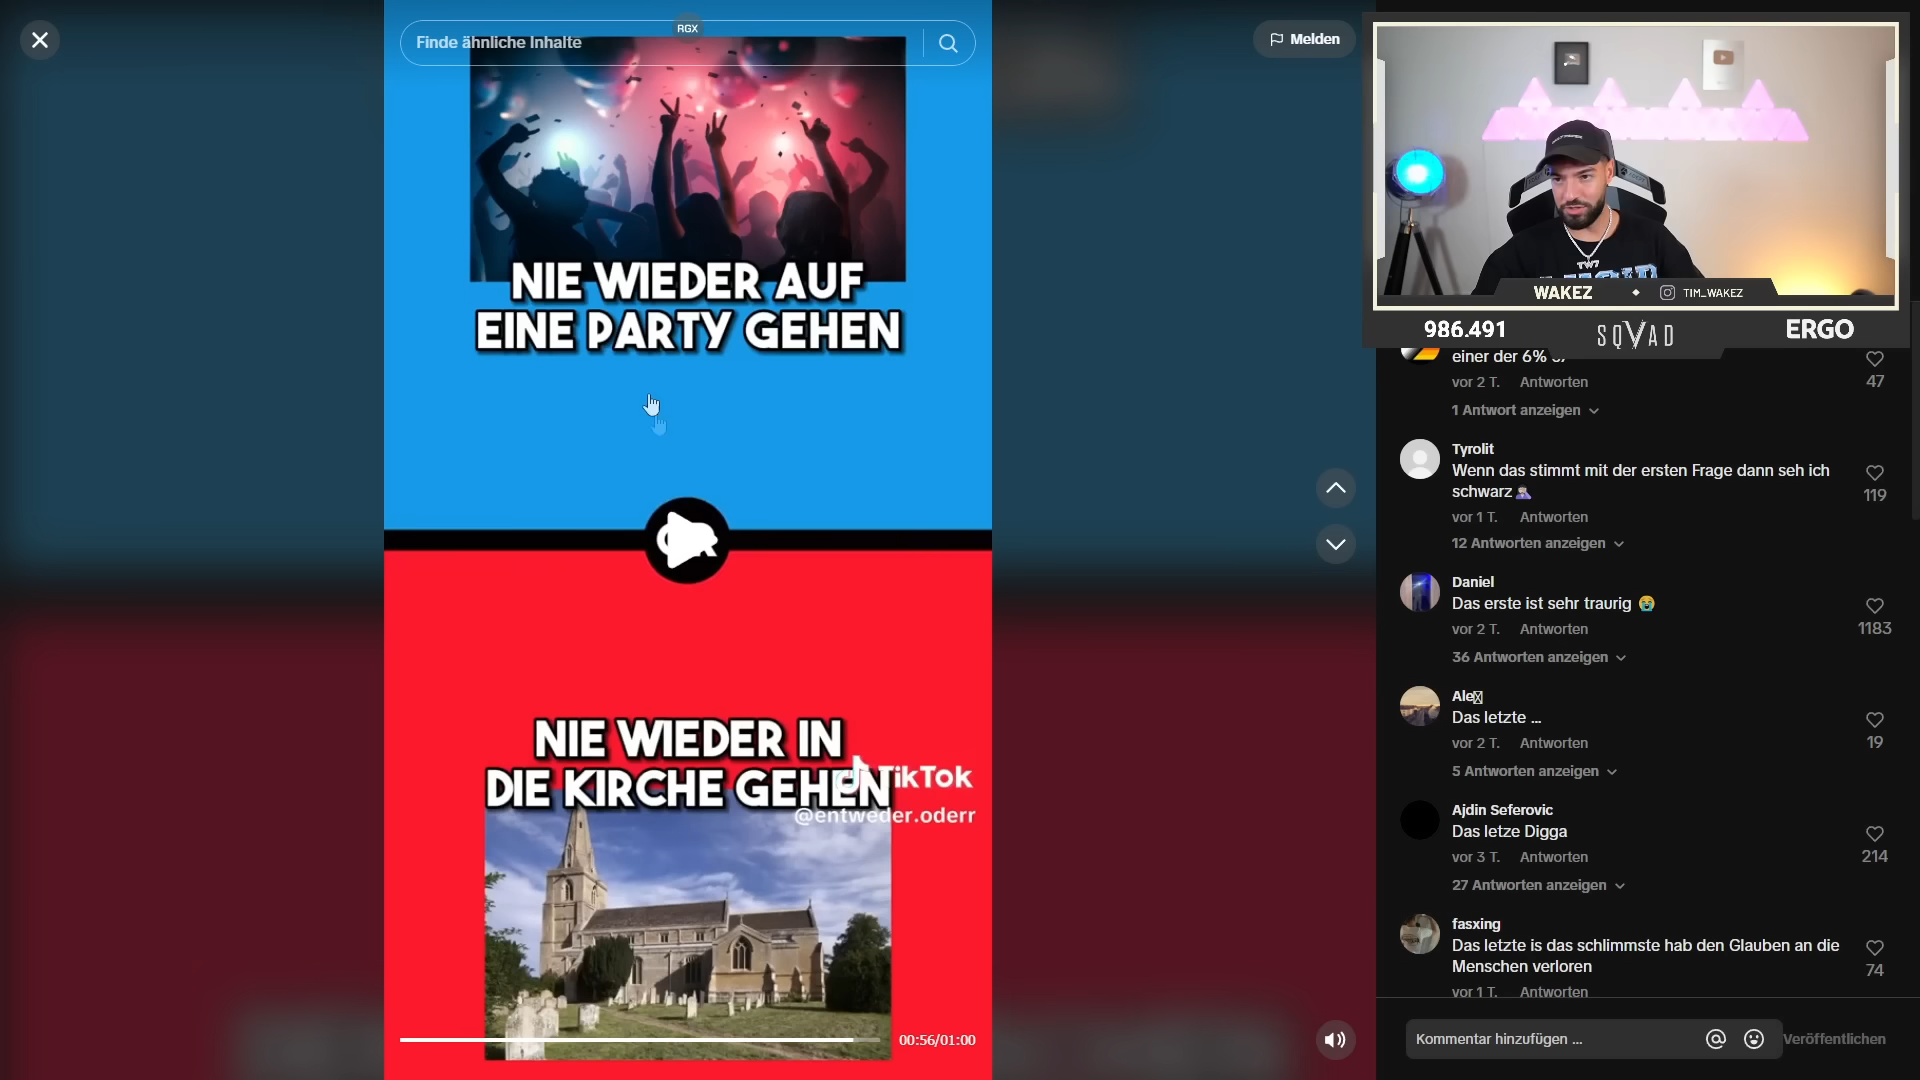 Finde ähnliche Inhalte
RGX
Melden
NIE WIEDER AUF
EINE PARTY GEHEN
OR
NIE WIEDER IN
DIE KIRCHE GEHEN
TikTok
@entweder.oderr
00:56/01:00
TW7
WAKEZ
TIM_WAKEZ
986.491
SQVAD
ERGO
einer der 6%
47
vor 2 T. Antworten
1 Antwort anzeigen
Tyrolit
Wenn das stimmt mit der ersten Frage dann seh ich
schwarz
119
vor 1 T. Antworten
12 Antworten anzeigen
Daniel
Das erste ist sehr traurig 😭
1183
vor 2 T. Antworten
36 Antworten anzeigen
Ale
Das letzte ...
19
vor 2 T. Antworten
5 Antworten anzeigen
Ajdin Seferovic
Das letze Digga
214
vor 3 T. Antworten
27 Antworten anzeigen
fasxing
Das letzte is das schlimmste hab den Glauben an die
Menschen verloren
74
vor 1 T. Antworten
Kommentar hinzufügen ...
Veröffentlichen